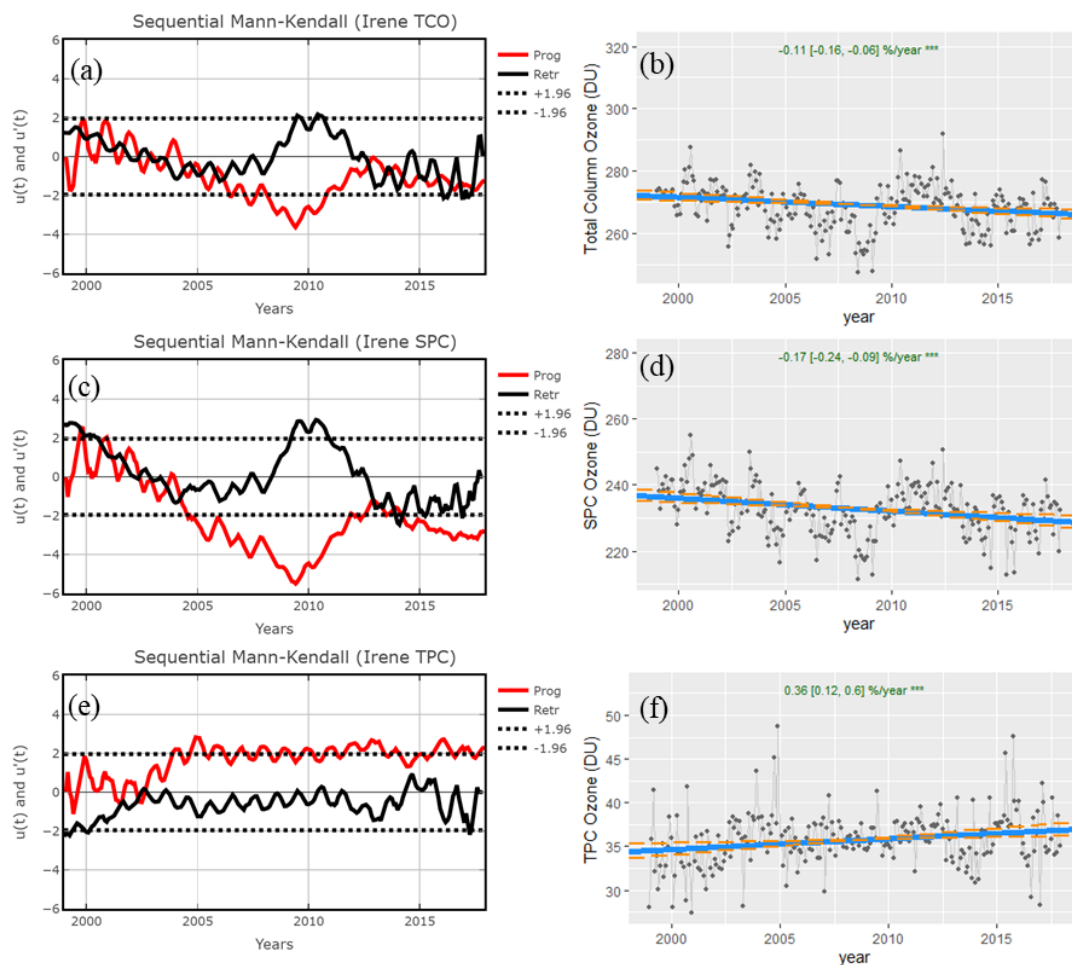 Sequential Mann-Kendall (Irene TCO)
(a)
u(t) and u'(t)
6
4
2
0
−2
−4
−6
2000 2005 2010 2015
Years
Prog
Retr
+1.96
-1.96
(b)
-0.11 [-0.16, -0.06] %/year ***
Total Column Ozone (DU)
320
300
280
260
2000 2005 2010 2015
year
Sequential Mann-Kendall (Irene SPC)
(c)
u(t) and u'(t)
6
4
2
0
−2
−4
−6
2000 2005 2010 2015
Years
Prog
Retr
+1.96
-1.96
(d)
-0.17 [-0.24, -0.09] %/year ***
SPC Ozone (DU)
280
260
240
220
2000 2005 2010 2015
year
Sequential Mann-Kendall (Irene TPC)
(e)
u(t) and u'(t)
6
4
2
0
−2
−4
−6
2000 2005 2010 2015
Years
Prog
Retr
+1.96
-1.96
(f)
0.36 [0.12, 0.6] %/year ***
TPC Ozone (DU)
50
45
40
35
30
2000 2005 2010 2015
year